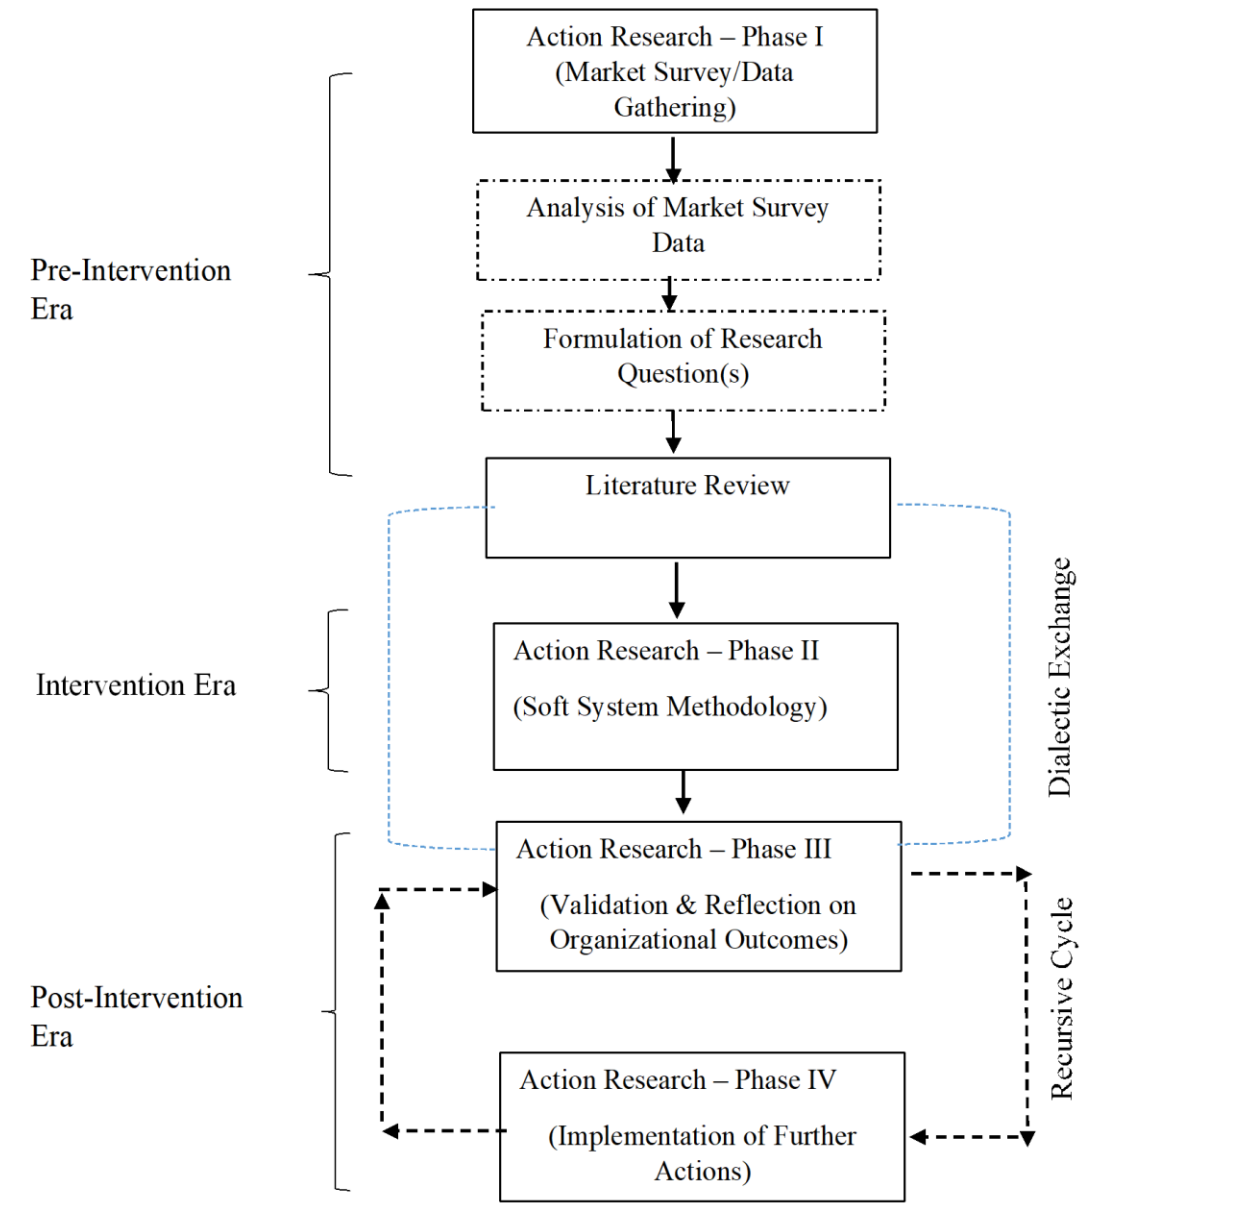 Action Research – Phase I
(Market Survey/Data
Gathering)
Analysis of Market Survey
Data
Pre-Intervention
Era
Formulation of Research
Question(s)
Literature Review
Dialectic Exchange
Intervention Era
Action Research – Phase II
(Soft System Methodology)
Action Research – Phase III
(Validation & Reflection on
Organizational Outcomes)
Recursive Cycle
Post-Intervention
Era
Action Research – Phase IV
(Implementation of Further
Actions)